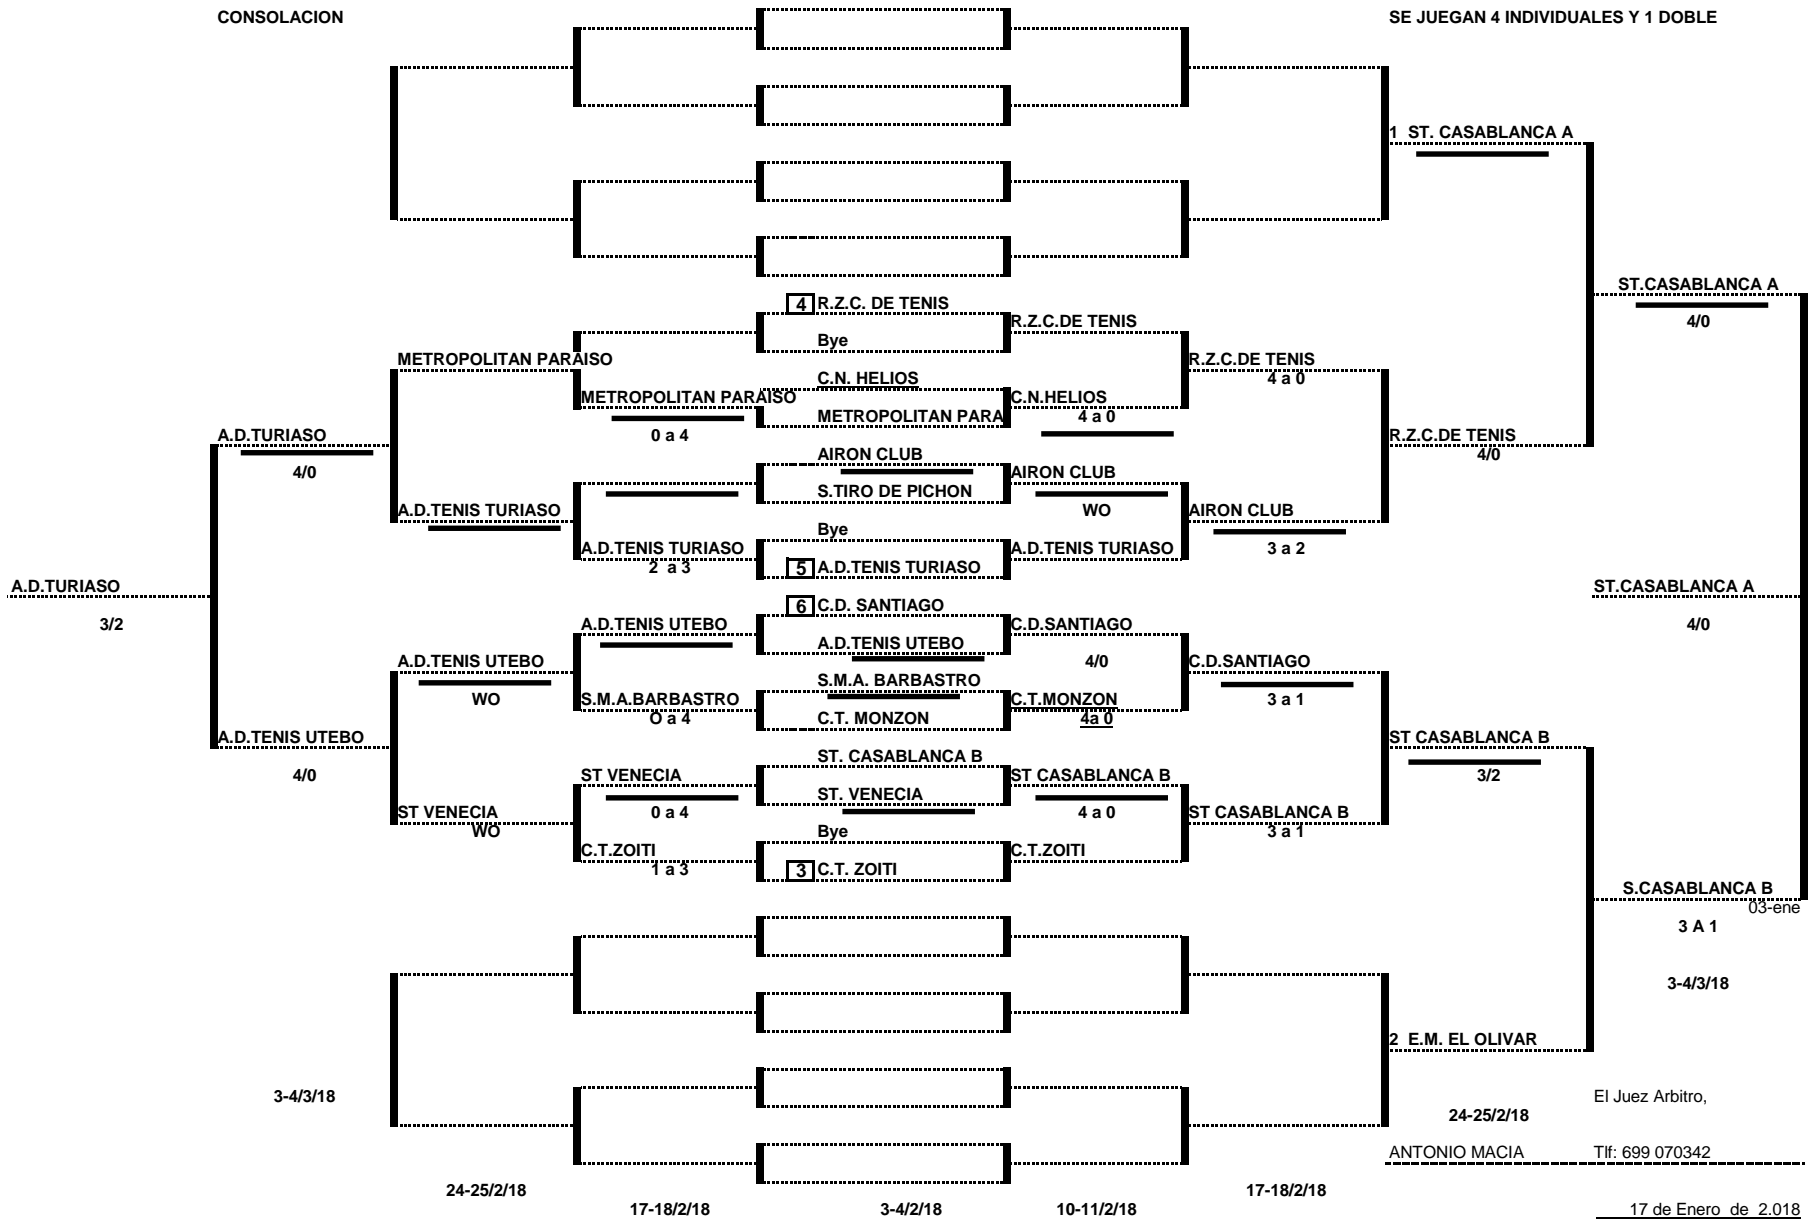 CONSOLACION
SE JUEGAN 4 INDIVIDUALES Y 1 DOBLE
1 ST. CASABLANCA A
ST.CASABLANCA A
4/0
4 R.Z.C. DE TENIS
R.Z.C.DE TENIS
Bye
METROPOLITAN PARAISO
R.Z.C.DE TENIS
4 a 0
C.N. HELIOS
METROPOLITAN PARAISO
C.N.HELIOS
METROPOLITAN PARA
4 a 0
0 a 4
A.D.TURIASO
R.Z.C.DE TENIS
4/0
AIRON CLUB
4/0
AIRON CLUB
S.TIRO DE PICHON
A.D.TENIS TURIASO
WO
AIRON CLUB
Bye
A.D.TENIS TURIASO
A.D.TENIS TURIASO
3 a 2
2 a 3
5 A.D.TENIS TURIASO
A.D.TURIASO
ST.CASABLANCA A
6 C.D. SANTIAGO
3/2
A.D.TENIS UTEBO
C.D.SANTIAGO
4/0
A.D.TENIS UTEBO
A.D.TENIS UTEBO
4/0
C.D.SANTIAGO
S.M.A. BARBASTRO
WO
S.M.A.BARBASTRO
C.T.MONZON
3 a 1
O a 4
C.T. MONZON
4a 0
A.D.TENIS UTEBO
ST CASABLANCA B
ST. CASABLANCA B
4/0
ST VENECIA
ST CASABLANCA B
3/2
ST. VENECIA
ST VENECIA
0 a 4
4 a 0
ST CASABLANCA B
WO
Bye
3 a 1
C.T.ZOITI
C.T.ZOITI
1 a 3
3 C.T. ZOITI
S.CASABLANCA B
03-ene
3 A 1
3-4/3/18
2 E.M. EL OLIVAR
3-4/3/18
El Juez Arbitro,
24-25/2/18
ANTONIO MACIA
Tlf: 699 070342
24-25/2/18
17-18/2/18
17-18/2/18
3-4/2/18
10-11/2/18
17 de Enero de 2.018